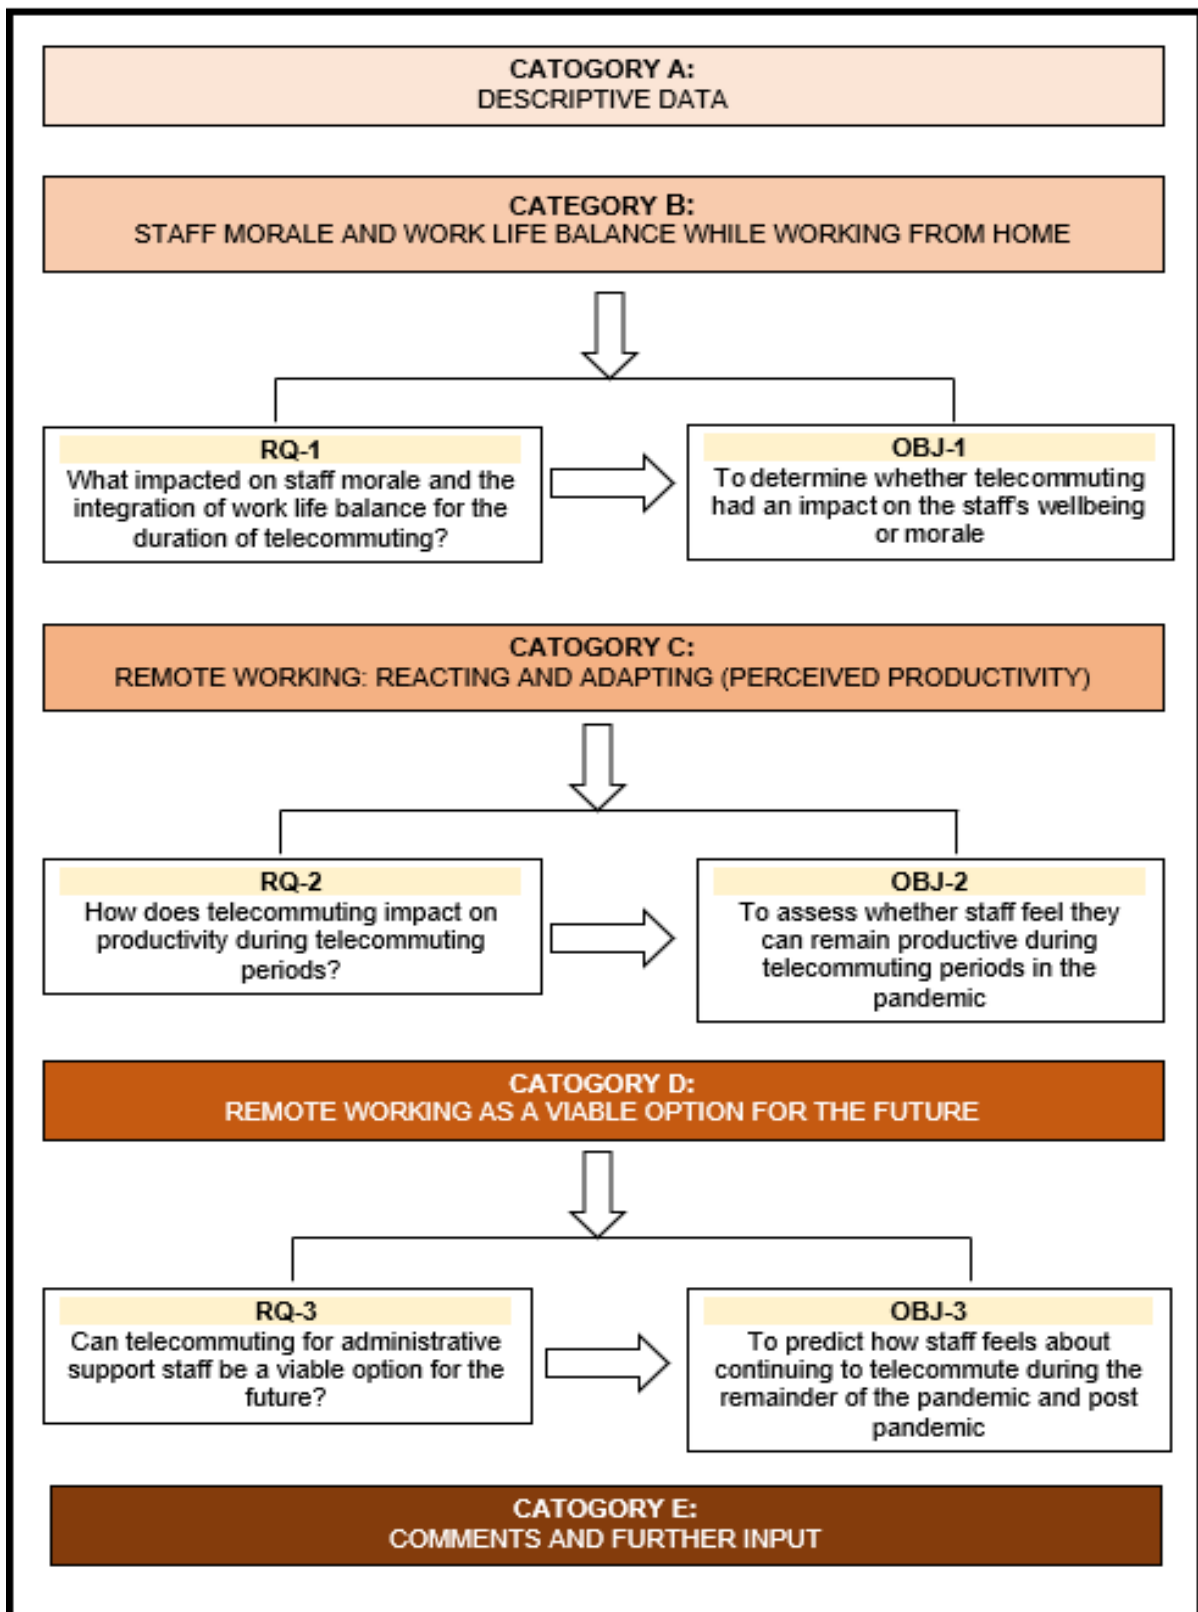 CATOGORY A:
DESCRIPTIVE DATA
CATEGORY B:
STAFF MORALE AND WORK LIFE BALANCE WHILE WORKING FROM HOME
RQ-1
What impacted on staff morale and the
integration of work life balance for the
duration of telecommuting?
OBJ-1
To determine whether telecommuting
had an impact on the staff's wellbeing
or morale
CATOGORY C:
REMOTE WORKING: REACTING AND ADAPTING (PERCEIVED PRODUCTIVITY)
RQ-2
How does telecommuting impact on
productivity during telecommuting
periods?
OBJ-2
To assess whether staff feel they
can remain productive during
telecommuting periods in the
pandemic
CATOGORY D:
REMOTE WORKING AS A VIABLE OPTION FOR THE FUTURE
RQ-3
Can telecommuting for administrative
support staff be a viable option for the
future?
OBJ-3
To predict how staff feels about
continuing to telecommute during the
remainder of the pandemic and post
pandemic
CATOGORY E:
COMMENTS AND FURTHER INPUT